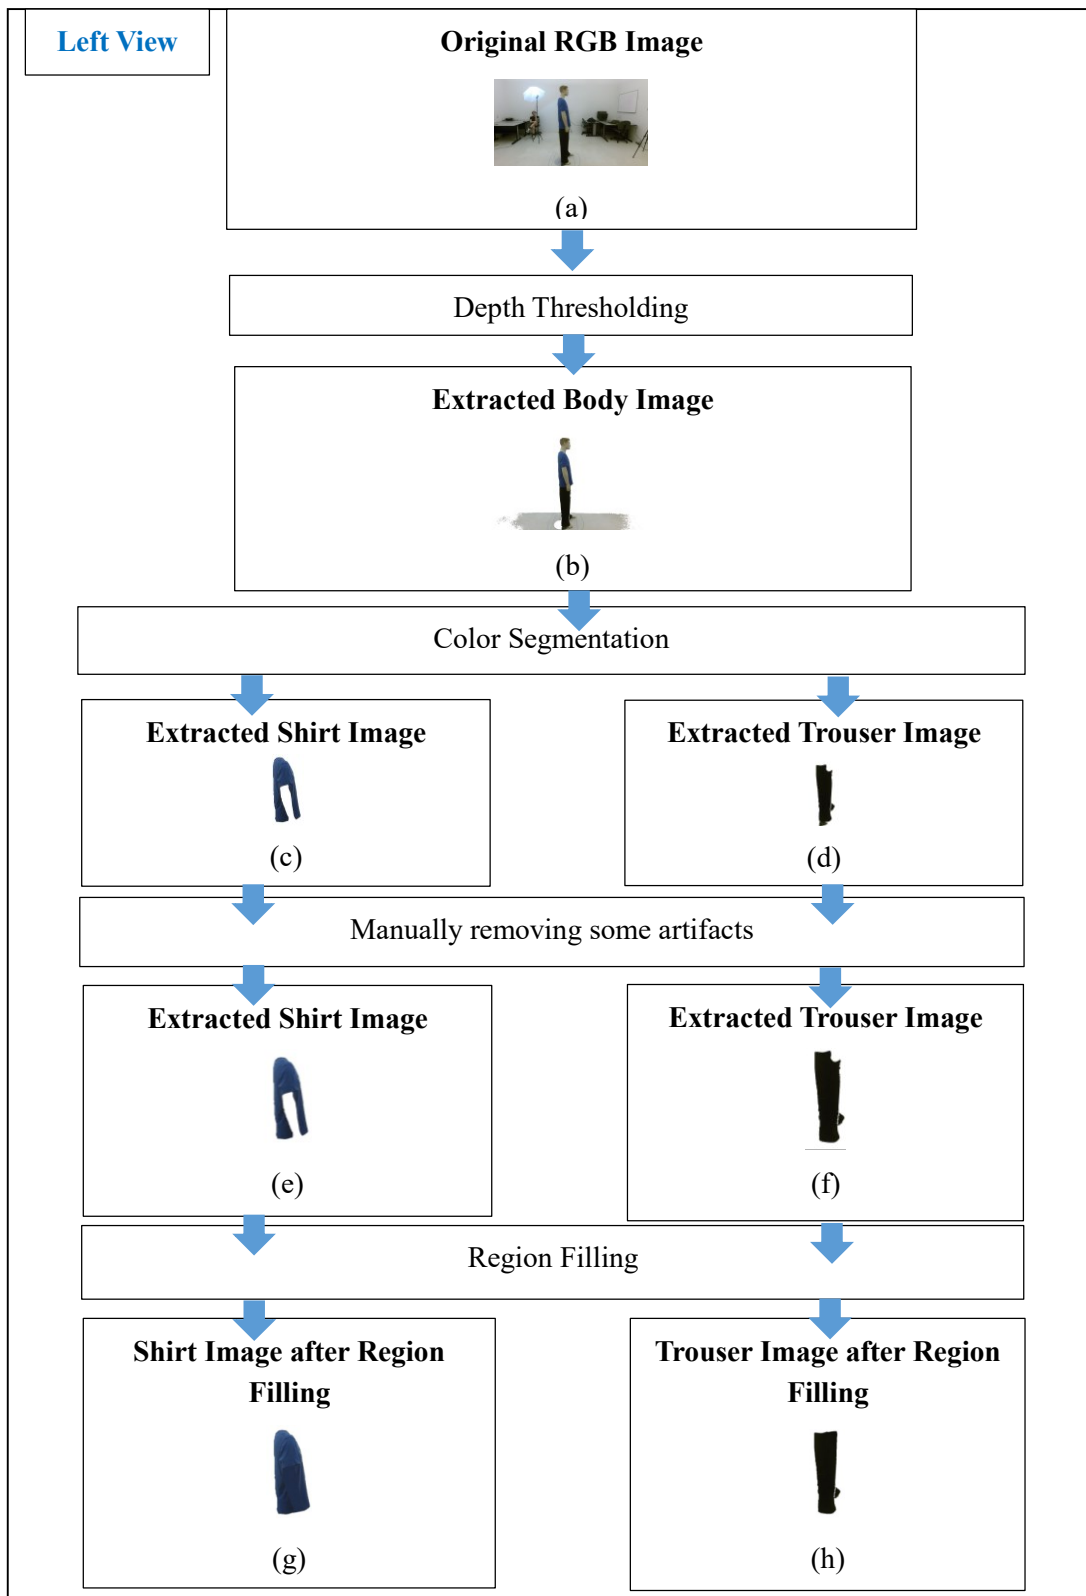 Left View
Original RGB Image
(a)
Depth Thresholding
Extracted Body Image
(b)
Color Segmentation
Extracted Shirt Image
Extracted Trouser Image
(c)
(d)
Manually removing some artifacts
Extracted Shirt Image
Extracted Trouser Image
(e)
(f)
Region Filling
Shirt Image after Region
Filling
Trouser Image after Region
Filling
(g)
(h)